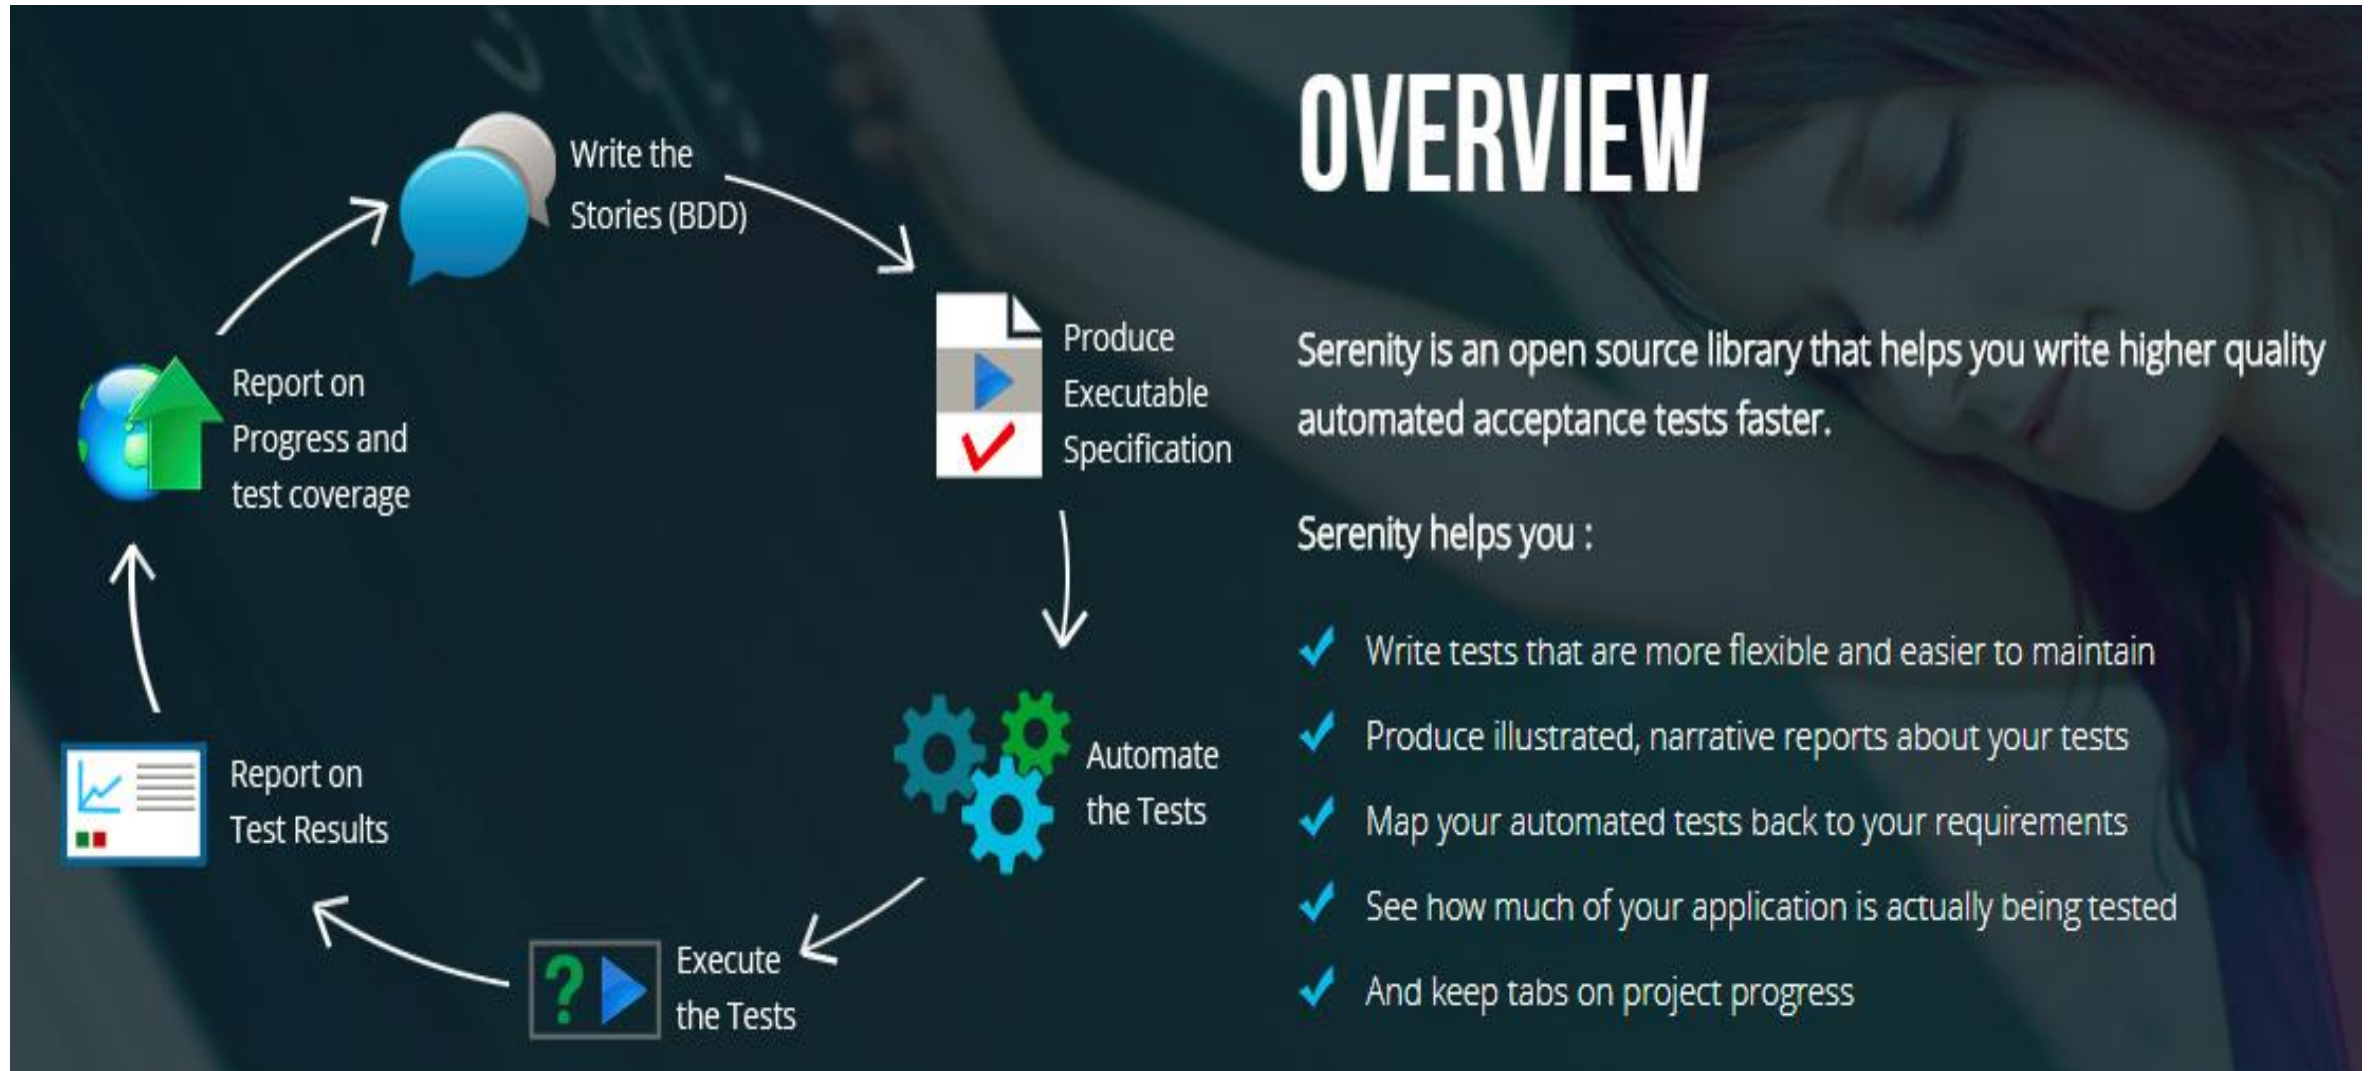 Write the
Stories (BDD)
Produce
Executable
Specification
Automate
the Tests
Execute
the Tests
Report on
Test Results
Report on
Progress and
test coverage
OVERVIEW
Serenity is an open source library that helps you write higher quality
automated acceptance tests faster.
Serenity helps you :
Write tests that are more flexible and easier to maintain
Produce illustrated, narrative reports about your tests
Map your automated tests back to your requirements
See how much of your application is actually being tested
And keep tabs on project progress